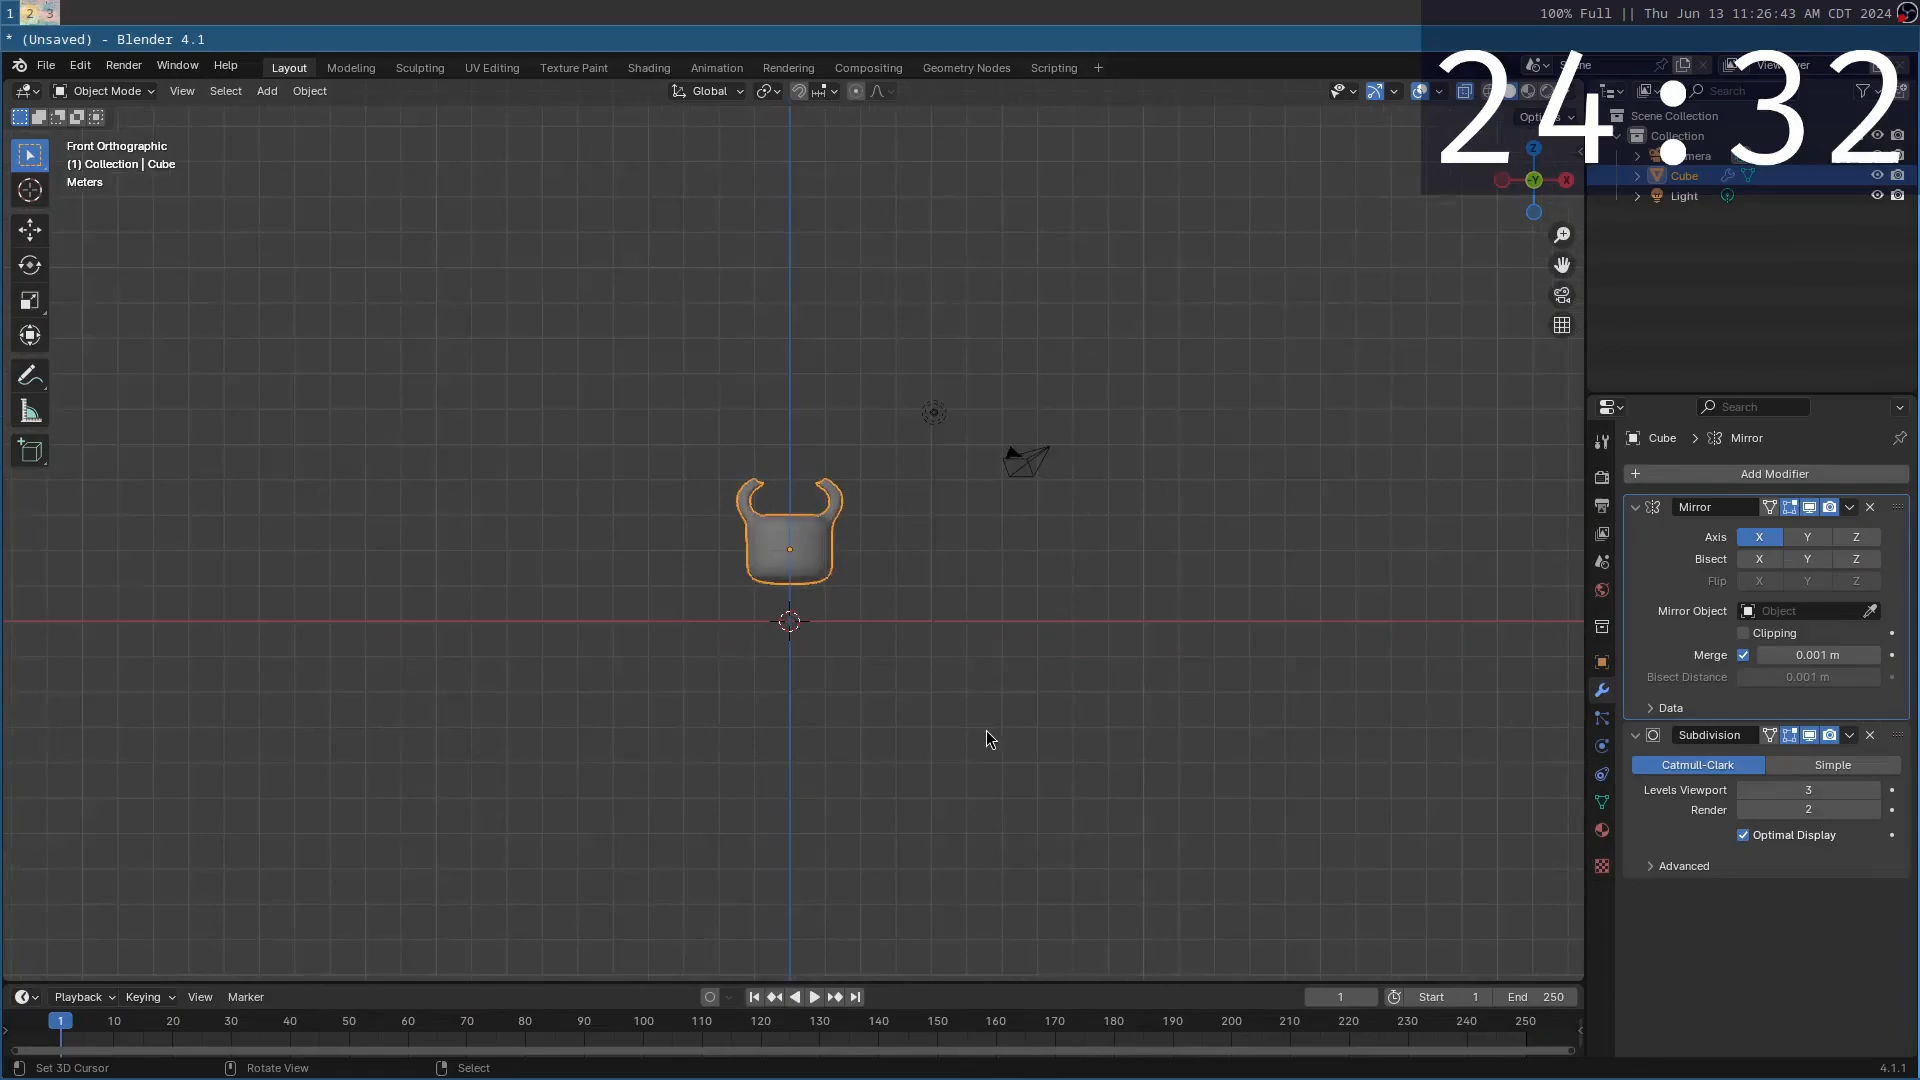 1 2 3
100% Full || Thu Jun 13 11:26:43 AM CDT 2024
* (Unsaved) - Blender 4.1
24:32
File Edit Render Window Help
Layout Modeling Sculpting UV Editing Texture Paint Shading Animation Rendering Compositing Geometry Nodes Scripting +
Object Mode View Select Add Object
Global
Search
Scene Collection
Collection
Cube
Light
Front Orthographic
(1) Collection | Cube
Meters
Z
-Y
X
Search
Cube > Mirror
+ Add Modifier
Mirror
Axis X Y Z
Bisect X Y Z
Flip X Y Z
Mirror Object Object
Clipping
Merge 0.001 m
Bisect Distance 0.001 m
Data
Subdivision
Catmull-Clark Simple
Levels Viewport 3
Render 2
Optimal Display
Advanced
Playback Keying View Marker
1 Start 1 End 250
1 10 20 30 40 50 60 70 80 90 100 110 120 130 140 150 160 170 180 190 200 210 220 230 240 250
Set 3D Cursor Rotate View Select
4.1.1